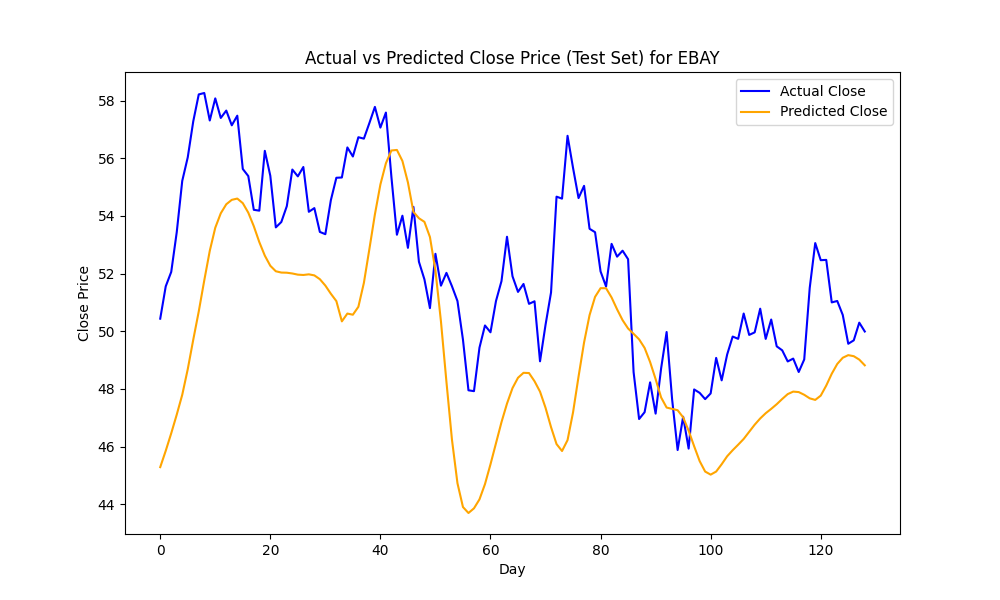 Actual vs Predicted Close Price (Test Set) for EBAY
Actual Close
Predicted Close
Close Price
58
56
54
52
50
48
46
44
0 20 40 60 80 100 120
Day